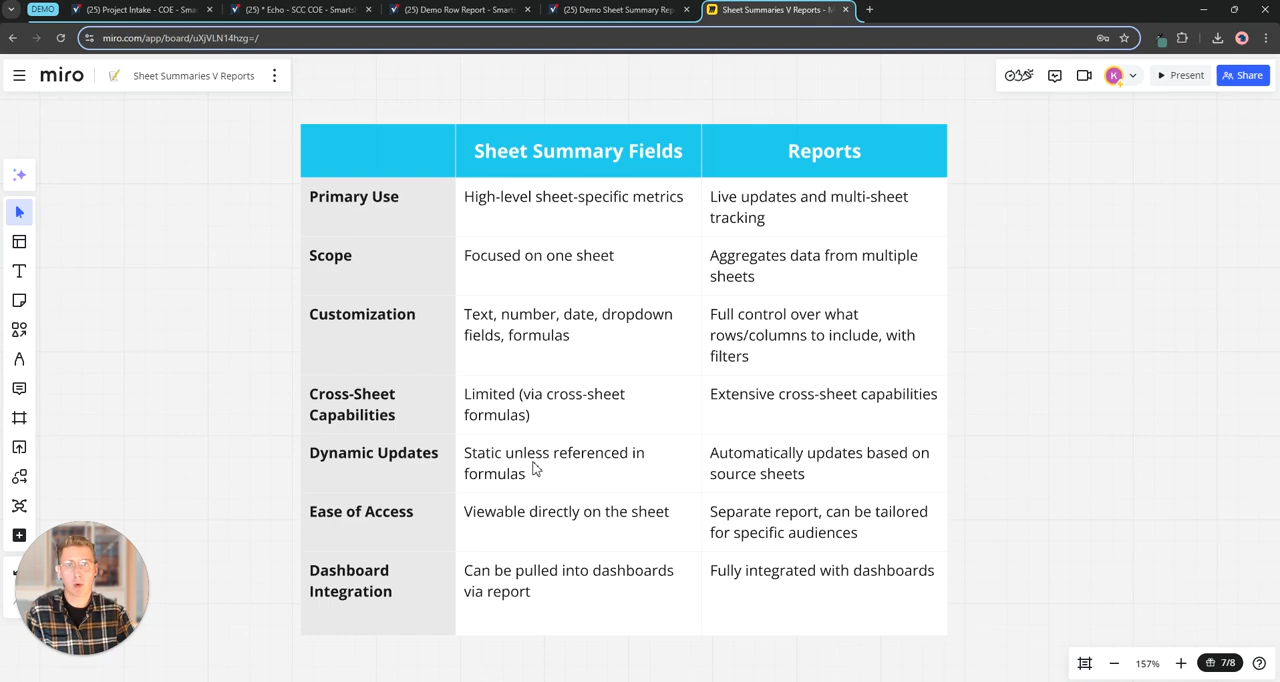 DEMO
(25) Project Intake - COE - Smar
(25) * Echo - SCC COE - Smartsh
(25) Demo Row Report - Smarts
(25) Demo Sheet Summary Rep
Sheet Summaries V Reports - M
miro.com/app/board/uXjVLN14hzg=/
miro
Sheet Summaries V Reports
K
Present
Share
Sheet Summary Fields
Reports
Primary Use
High-level sheet-specific metrics
Live updates and multi-sheet
tracking
Scope
Focused on one sheet
Aggregates data from multiple
sheets
Customization
Text, number, date, dropdown
fields, formulas
Full control over what
rows/columns to include, with
filters
Cross-Sheet
Capabilities
Limited (via cross-sheet
formulas)
Extensive cross-sheet capabilities
Dynamic Updates
Static unless referenced in
formulas
Automatically updates based on
source sheets
Ease of Access
Viewable directly on the sheet
Separate report, can be tailored
for specific audiences
Dashboard
Integration
Can be pulled into dashboards
via report
Fully integrated with dashboards
157%
7/8